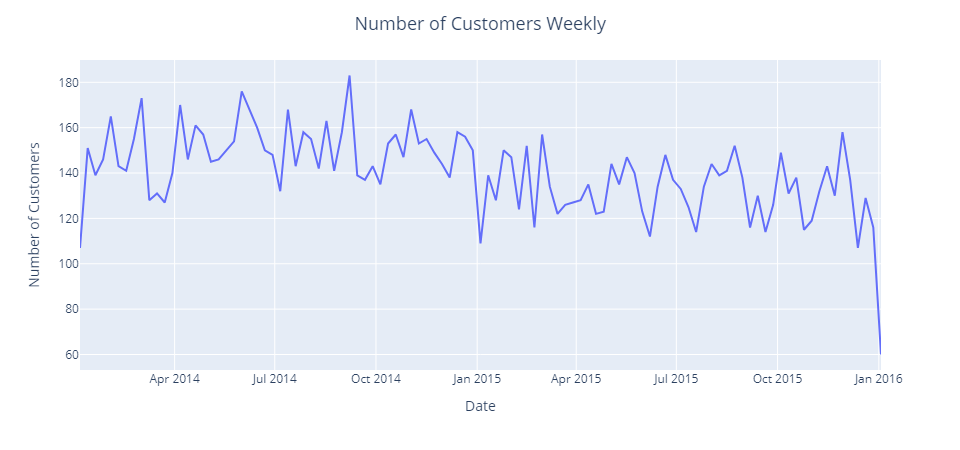 Number of Customers Weekly
Number of Customers
180
160
140
120
100
80
60
Apr 2014
Jul 2014
Oct 2014
Jan 2015
Apr 2015
Jul 2015
Oct 2015
Jan 2016
Date